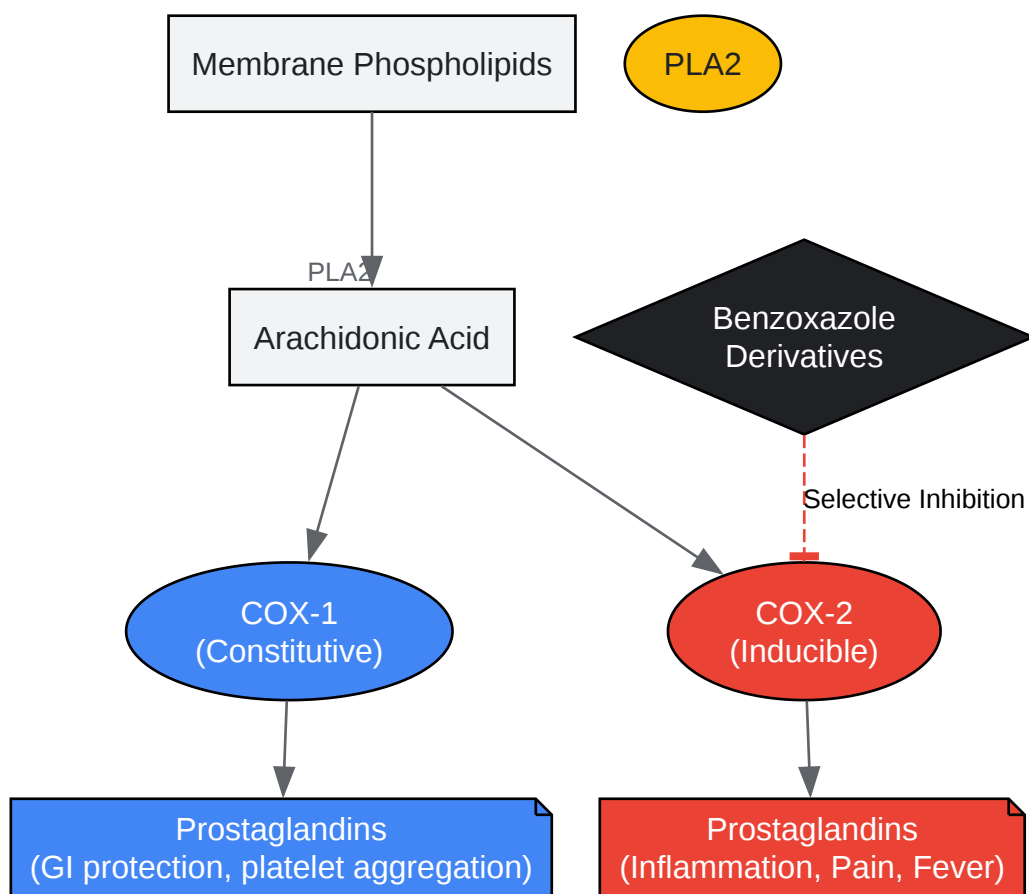 Membrane Phospholipids
PLA2
PLA2
Arachidonic Acid
Benzoxazole
Derivatives
Selective Inhibition
COX-1
(Constitutive)
COX-2
(Inducible)
Prostaglandins
(GI protection, platelet aggregation)
Prostaglandins
(Inflammation, Pain, Fever)